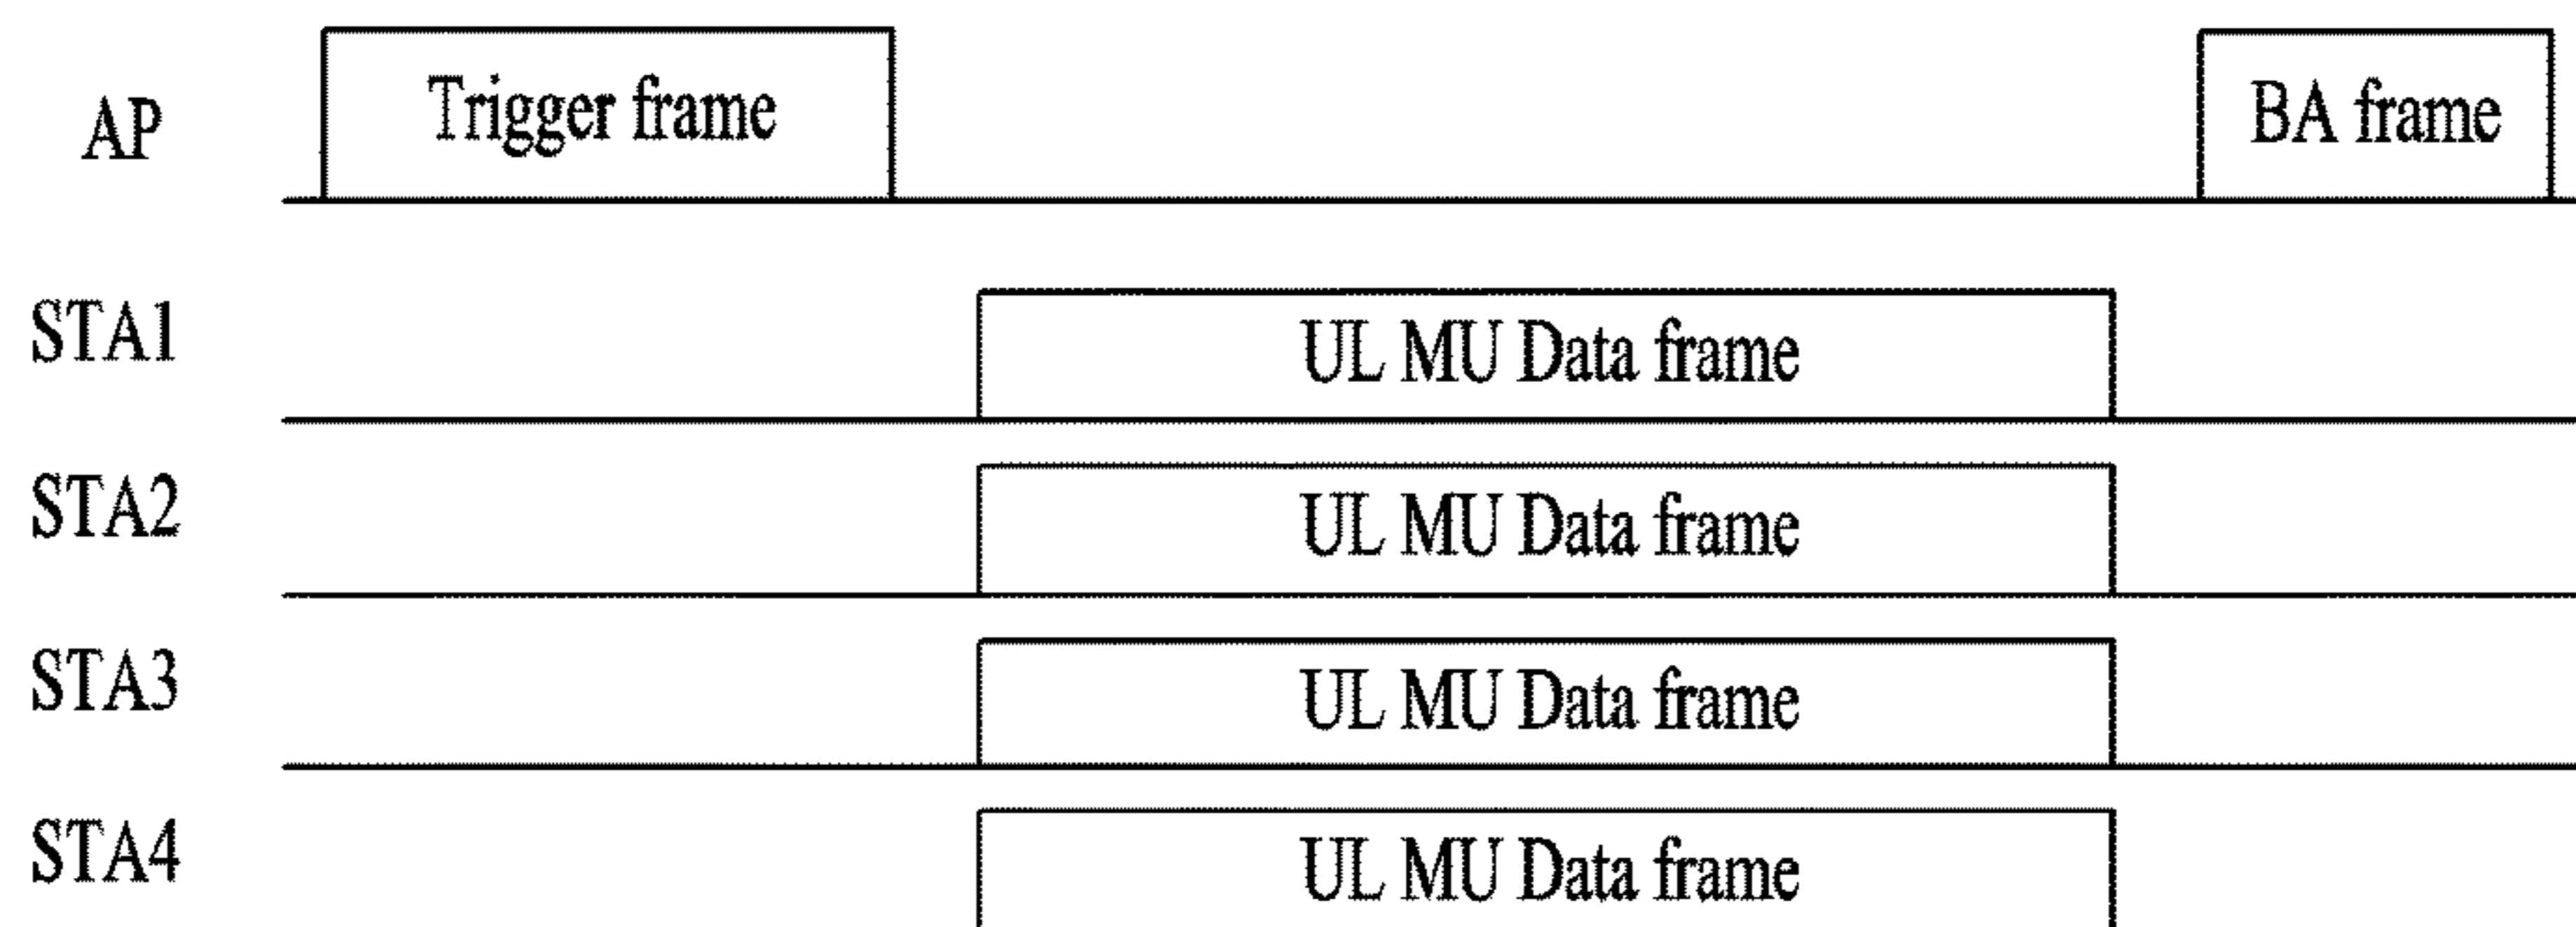 AP Trigger frame BA frame
STA1 UL MU Data frame
STA2 UL MU Data frame
STA3 UL MU Data frame
STA4 UL MU Data frame